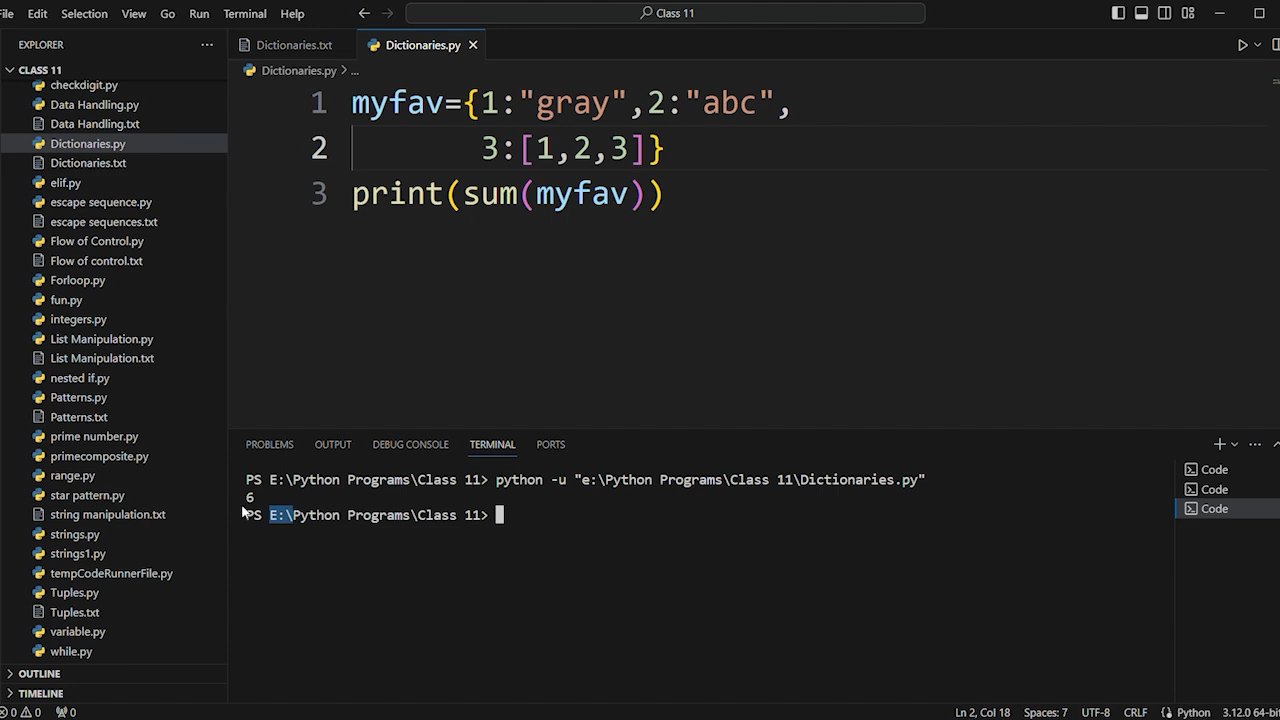 File Edit Selection View Go Run Terminal Help
Class 11
EXPLORER
CLASS 11
checkdigit.py
Data Handling.py
Data Handling.txt
Dictionaries.py
Dictionaries.txt
elif.py
escape sequence.py
escape sequences.txt
Flow of Control.py
Flow of control.txt
Forloop.py
fun.py
integers.py
List Manipulation.py
List Manipulation.txt
nested if.py
Patterns.py
Patterns.txt
prime number.py
primecomposite.py
range.py
star pattern.py
string manipulation.txt
strings.py
strings1.py
tempCodeRunnerFile.py
Tuples.py
Tuples.txt
variable.py
while.py
OUTLINE
TIMELINE
Dictionaries.txt Dictionaries.py
Dictionaries.py > ...
1 myfav={1:"gray",2:"abc",
2 3:[1,2,3]}
3 print(sum(myfav))
PROBLEMS OUTPUT DEBUG CONSOLE TERMINAL PORTS
PS E:\Python Programs\Class 11> python -u "e:\Python Programs\Class 11\Dictionaries.py"
6
PS E:\Python Programs\Class 11>
Code
Code
Code
0 0 0 Ln 2, Col 18 Spaces: 7 UTF-8 CRLF Python 3.12.0 64-bit